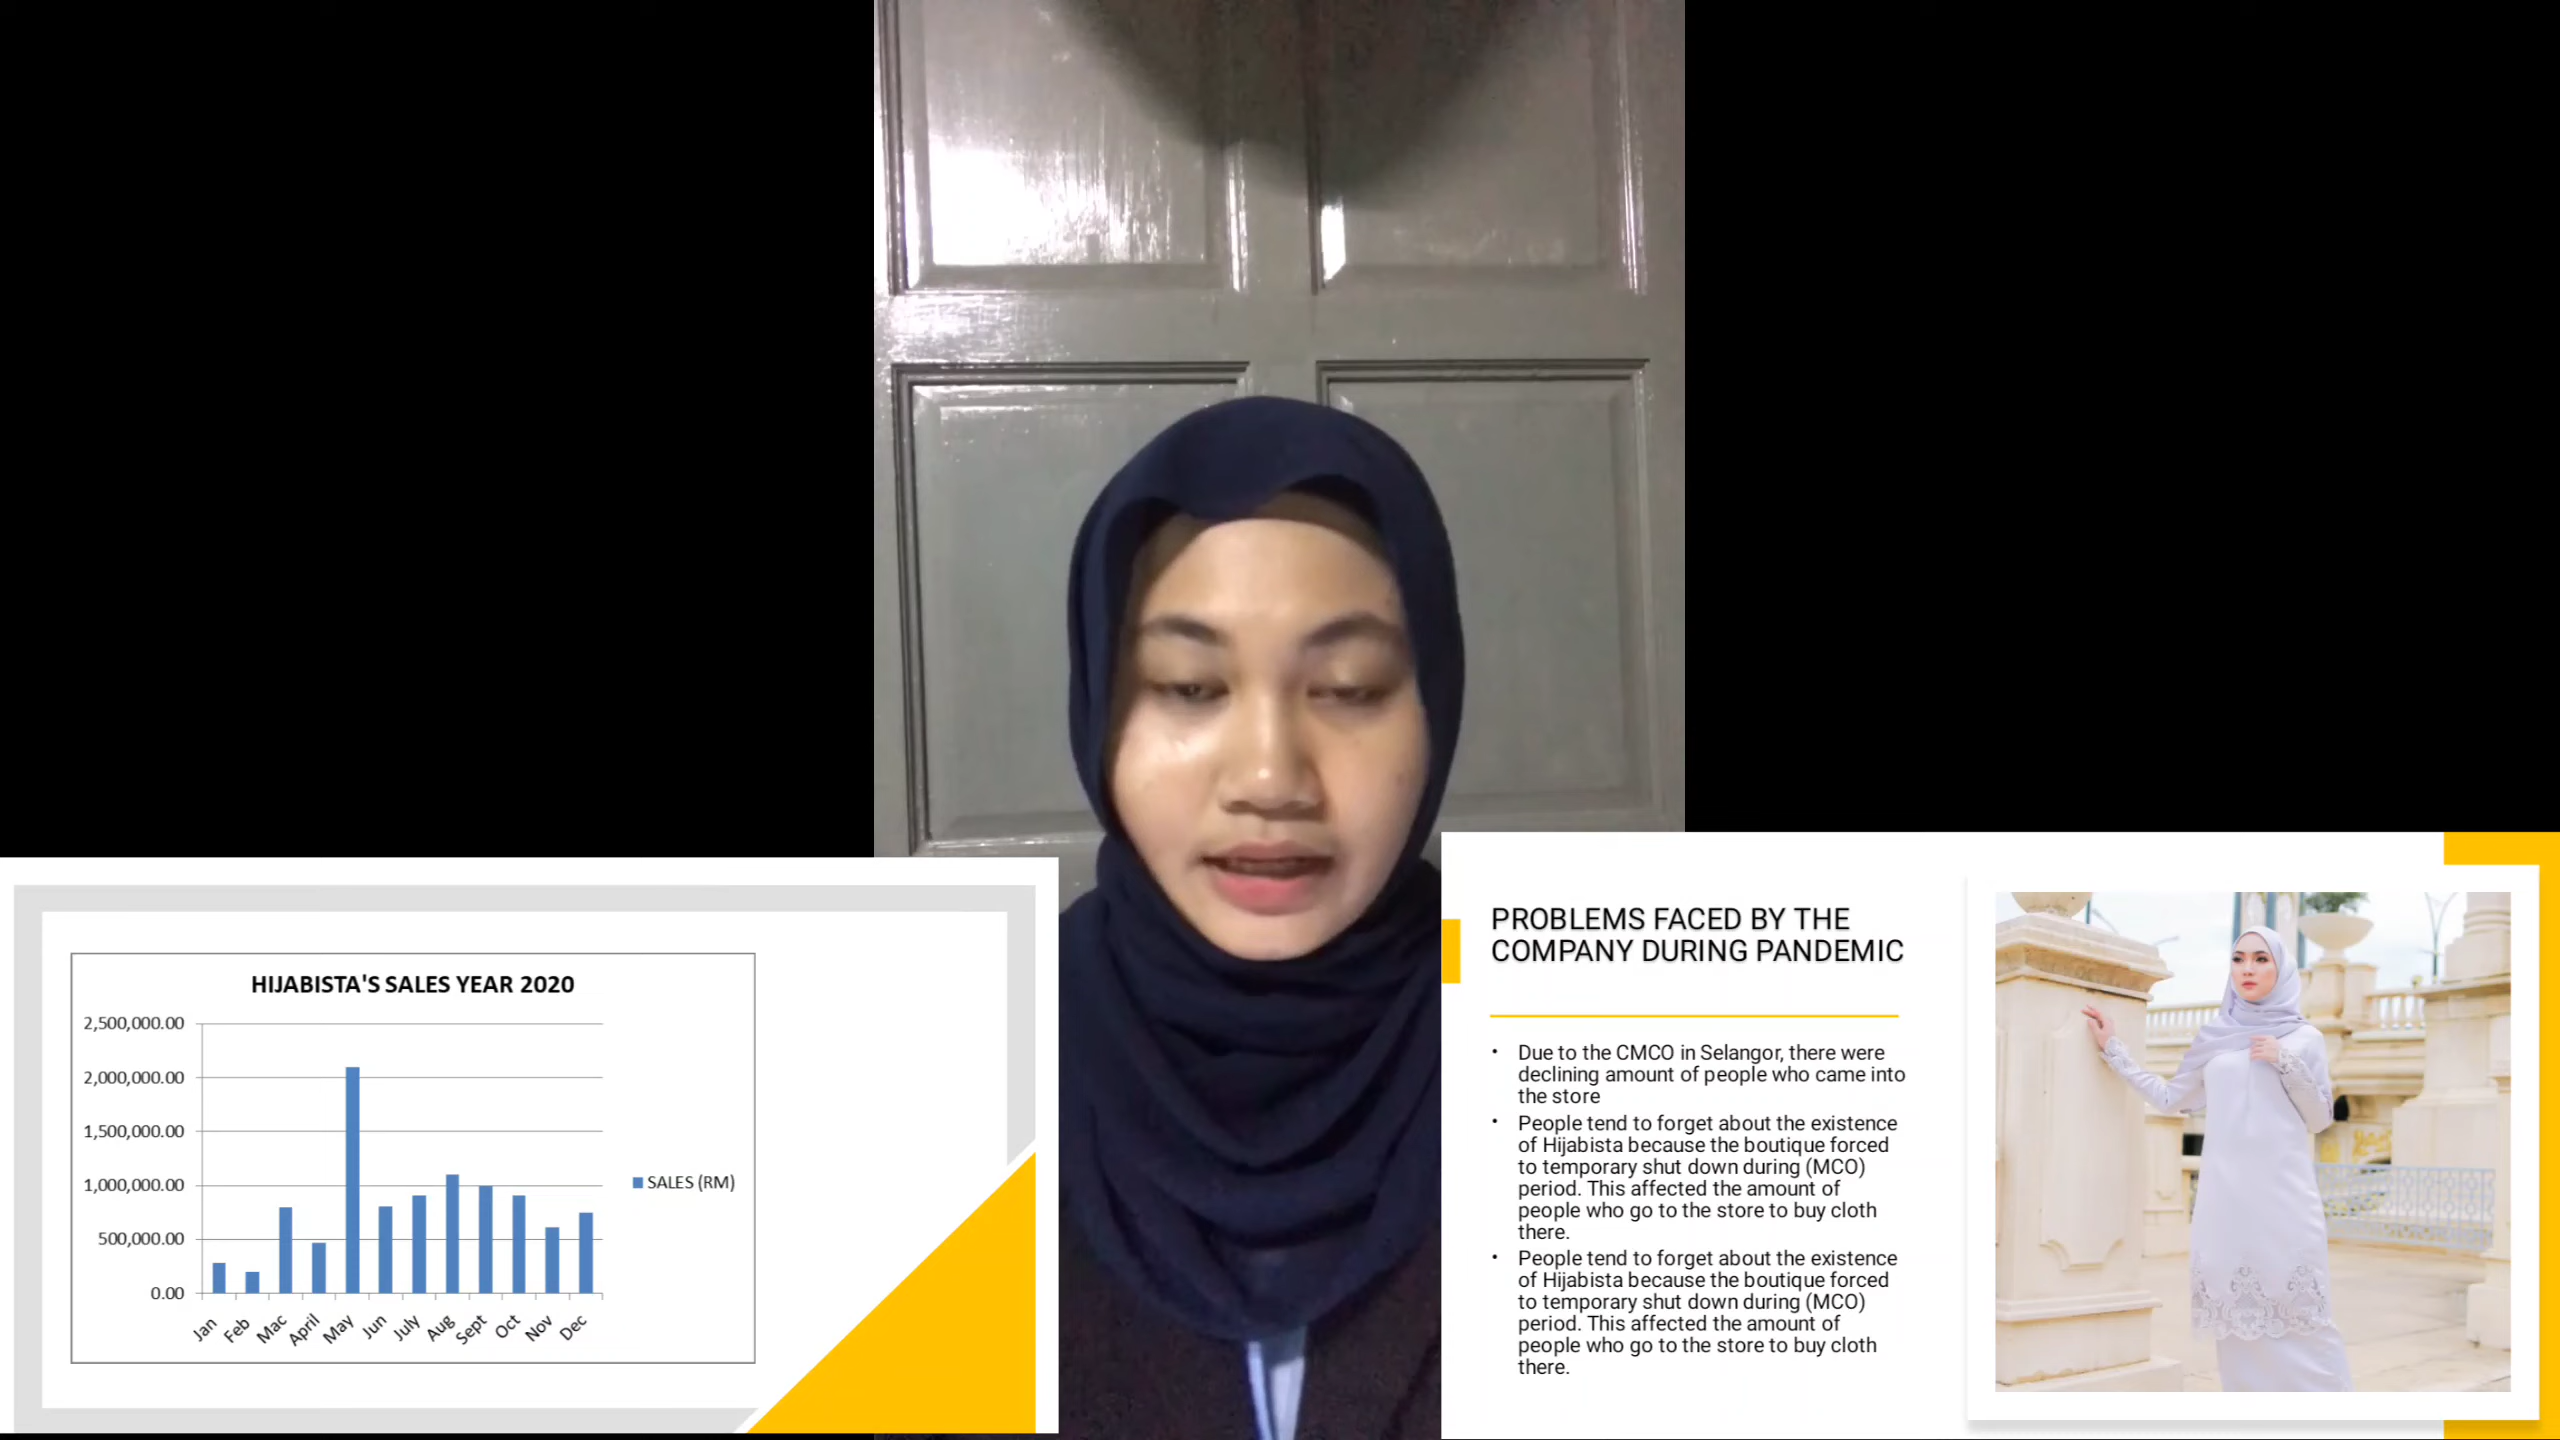 HIJABISTA'S SALES YEAR 2020
2,500,000.00
2,000,000.00
1,500,000.00
1,000,000.00
500,000.00
0.00
Jan Feb Mac April May Jun July Aug Sept Oct Nov Dec
SALES (RM)
PROBLEMS FACED BY THE
COMPANY DURING PANDEMIC
• Due to the CMCO in Selangor, there were
declining amount of people who came into
the store
• People tend to forget about the existence
of Hijabista because the boutique forced
to temporary shut down during (MCO)
period. This affected the amount of
people who go to the store to buy cloth
there.
• People tend to forget about the existence
of Hijabista because the boutique forced
to temporary shut down during (MCO)
period. This affected the amount of
people who go to the store to buy cloth
there.